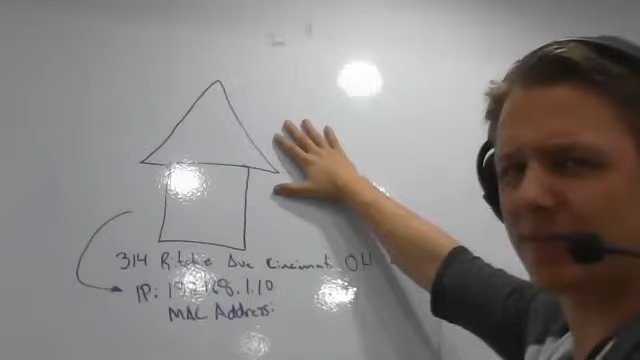 314 Ritchie Ave Cincinnati OH
IP: 192.168.1.10
MAC Address: